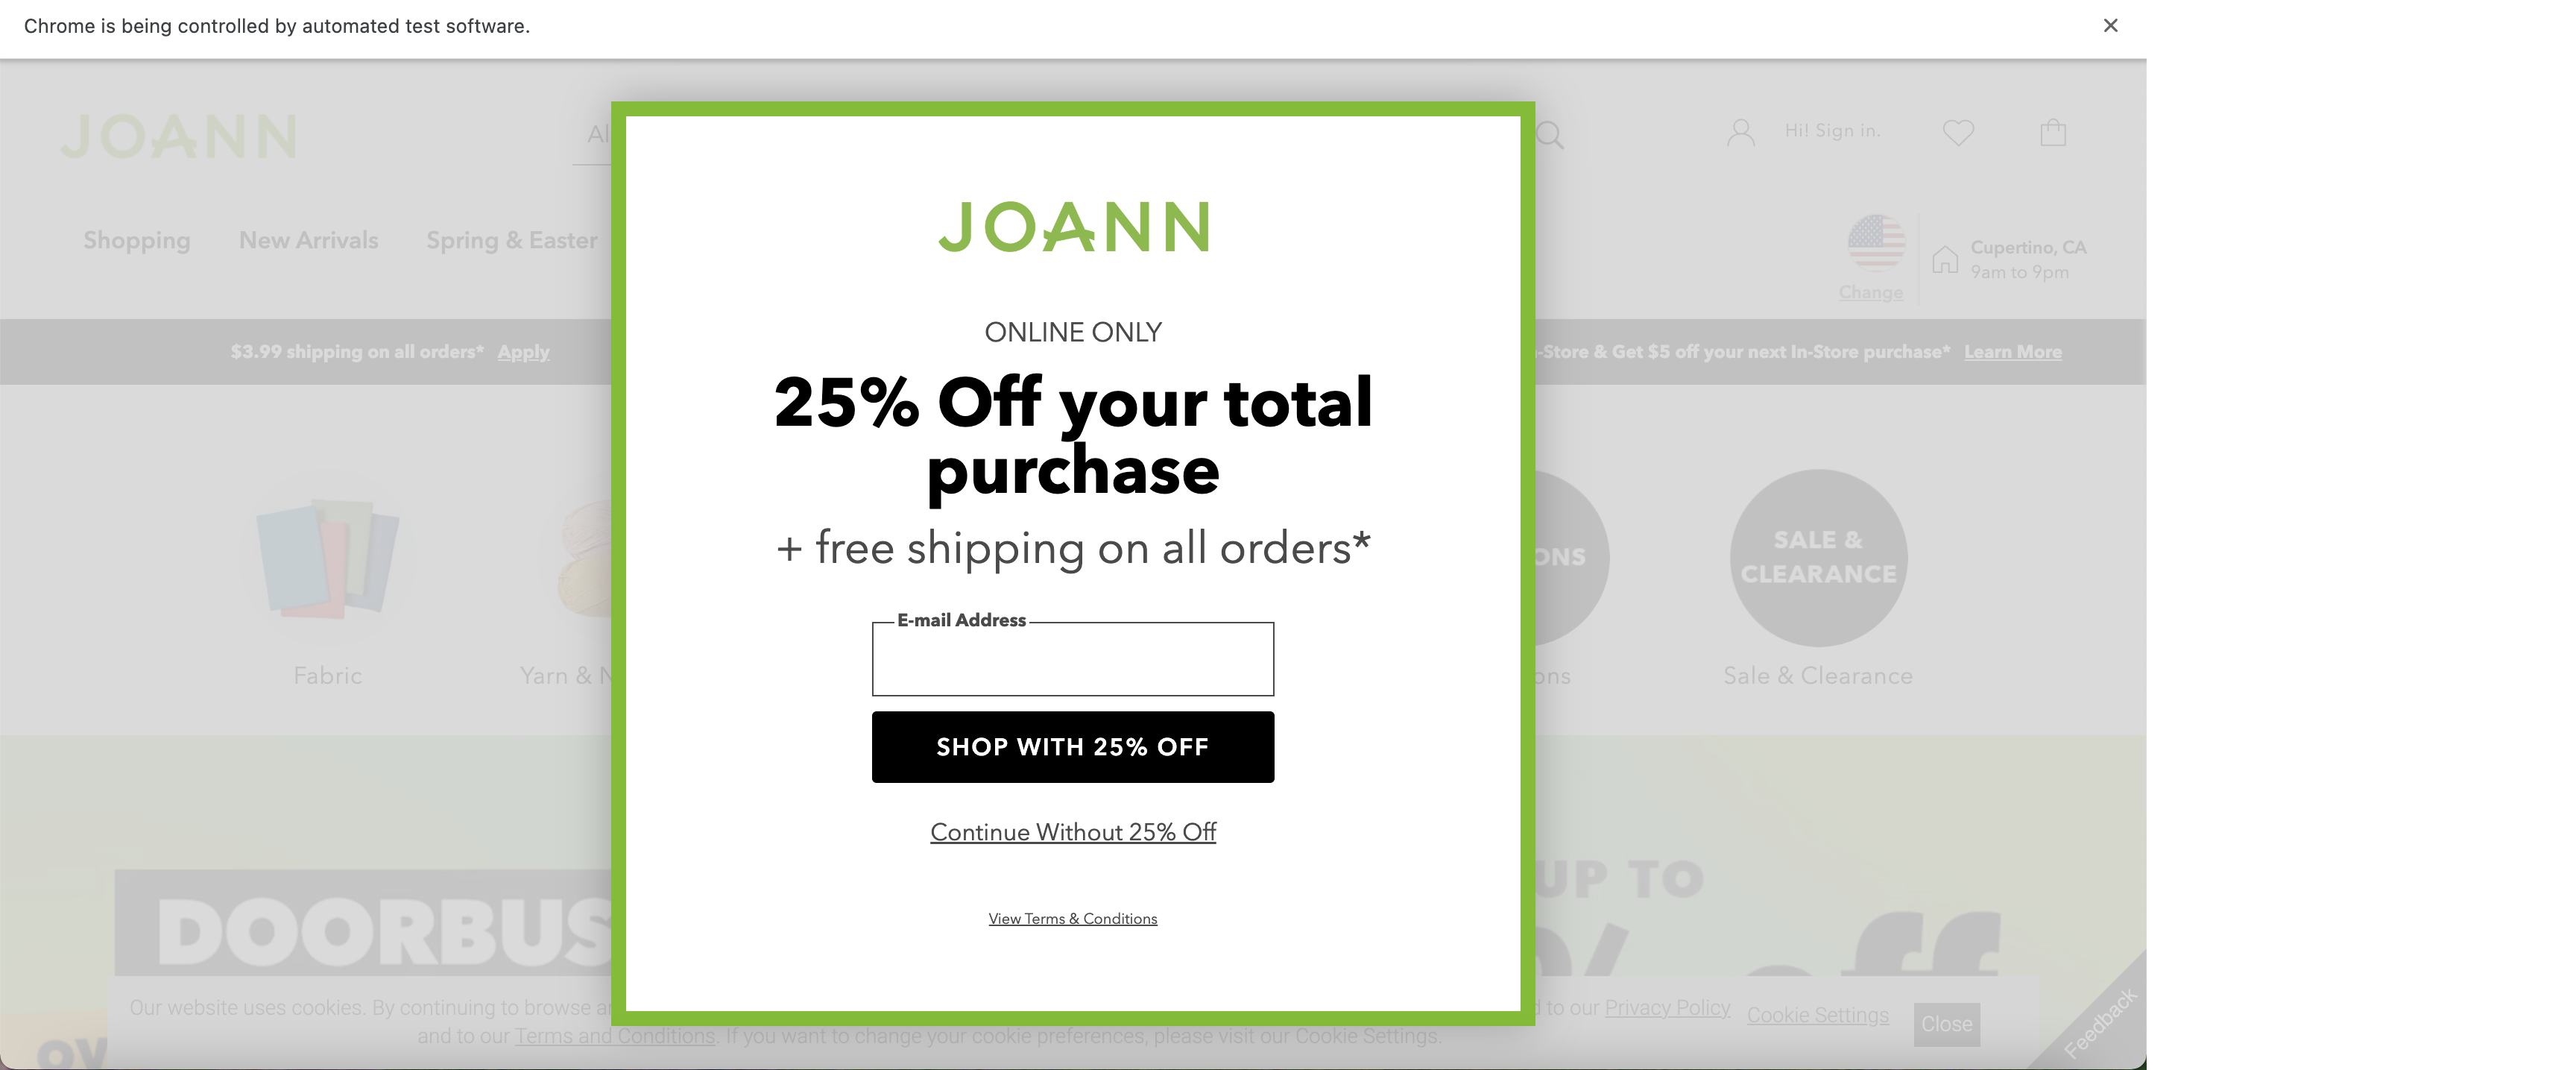 Chrome is being controlled by automated test software.
JOANN
Hi! Sign in.
Shopping New Arrivals Spring & Easter
Change
Cupertino, CA
9am to 9pm
$3.99 shipping on all orders* Apply
-Store & Get $5 off your next In-Store purchase* Learn More
JOANN
ONLINE ONLY
25% Off your total
purchase
+ free shipping on all orders*
E-mail Address
SHOP WITH 25% OFF
Continue Without 25% Off
View Terms & Conditions
SALE &
CLEARANCE
Fabric
Yarn &
Sale & Clearance
UP TO
off
Our website uses cookies. By continuing to browse
to our Privacy Policy
and to our Terms and Conditions. If you want to change your cookie preferences, please visit our Cookie Settings.
Cookie Settings
Close
Feedback